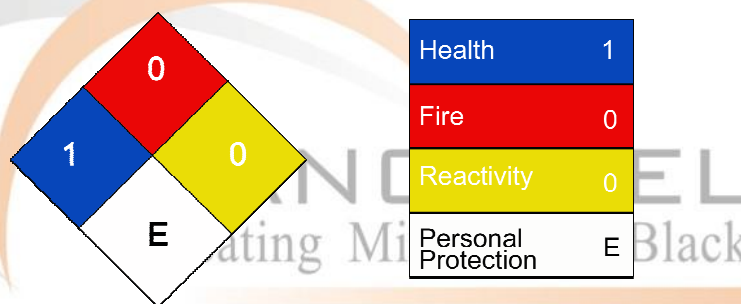 0
1
0
E
Health 1
Fire 0
Reactivity 0
Personal
Protection E
ating Mi
Black